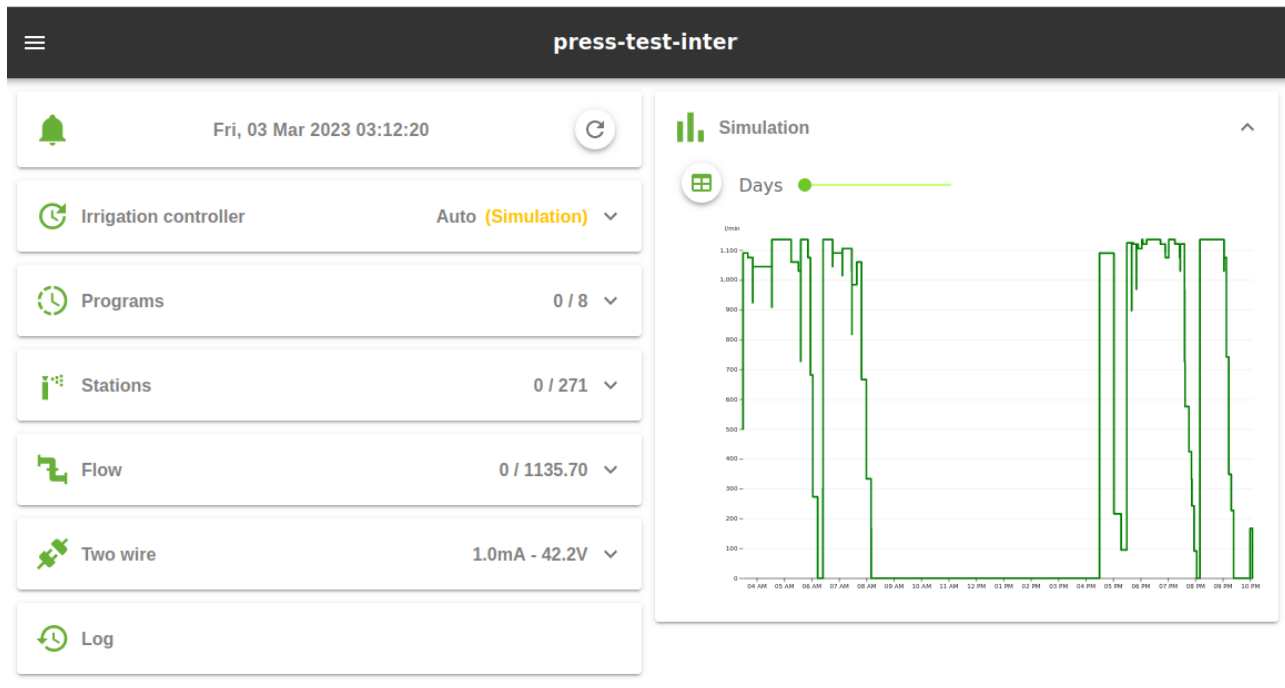 press-test-inter
Fri, 03 Mar 2023 03:12:20
Irrigation controller Auto (Simulation)
Programs 0 / 8
Stations 0 / 271
Flow 0 / 1135.70
Two wire 1.0mA - 42.2V
Log
Simulation
Days
l/min
1.100
1.000
900
800
700
600
500
400
300
200
100
0
04 AM 05 AM 06 AM 07 AM 08 AM 09 AM 10 AM 11 AM 12 PM 01 PM 02 PM 03 PM 04 PM 05 PM 06 PM 07 PM 08 PM 09 PM 10 PM